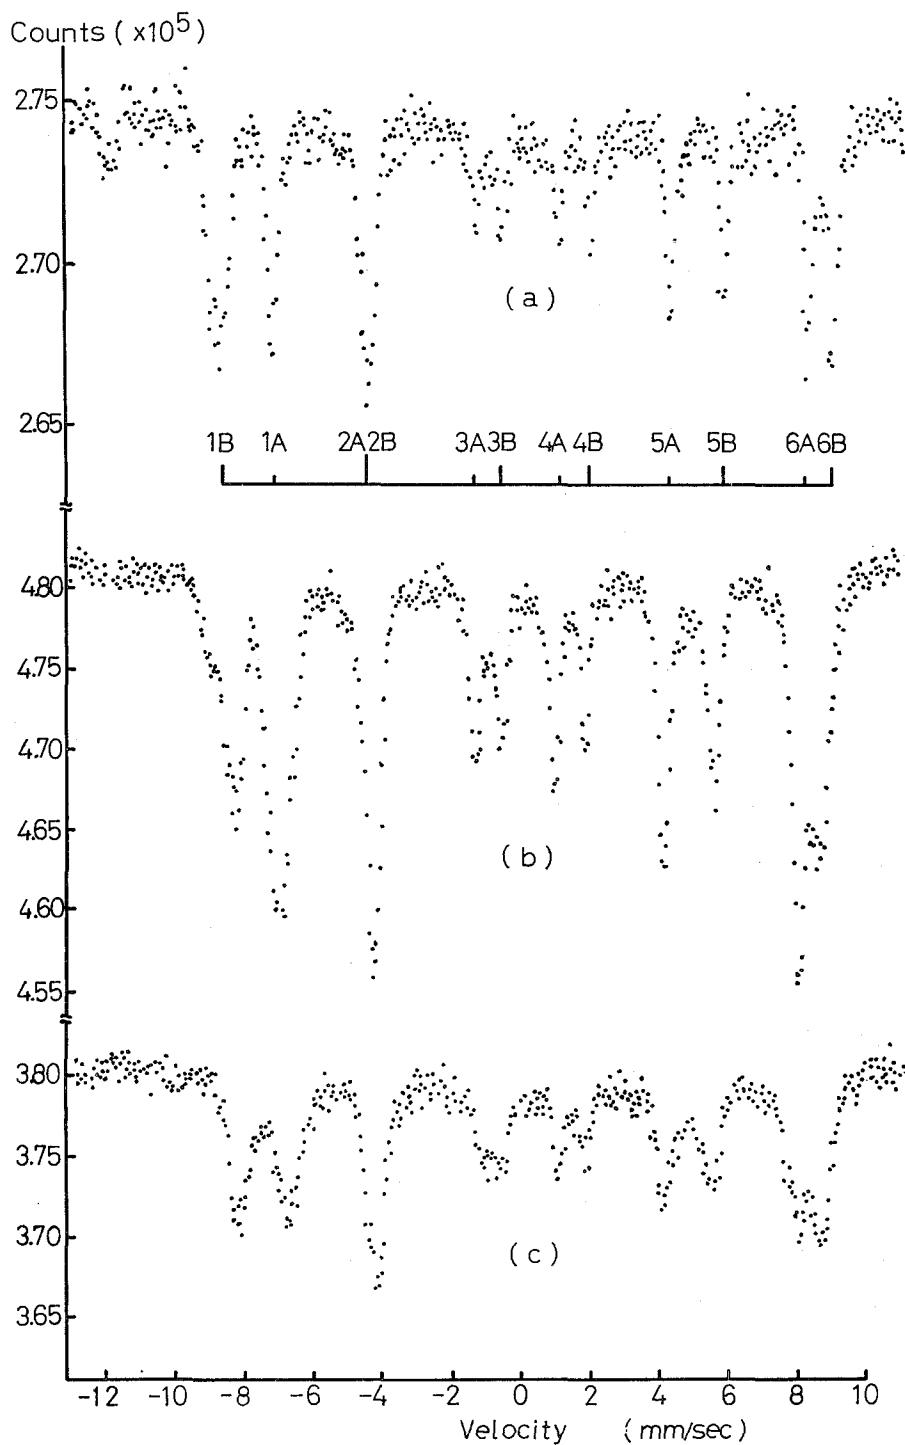 Counts (x10⁵)
2.75
2.70
(a)
2.65
1B 1A 2A2B 3A3B 4A 4B 5A 5B 6A6B
4.80
4.75
4.70
4.65
(b)
4.60
4.55
3.80
3.75
3.70
(c)
3.65
-12 -10 -8 -6 -4 -2 0 2 4 6 8 10
Velocity (mm/sec)